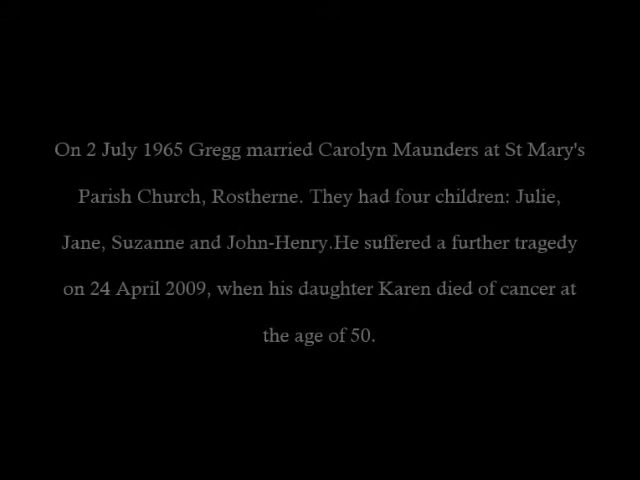 On 2 July 1965 Gregg married Carolyn Maunders at St Mary's
Parish Church, Rostherne. They had four children: Julie,
Jane, Suzanne and John-Henry.He suffered a further tragedy
on 24 April 2009, when his daughter Karen died of cancer at
the age of 50.